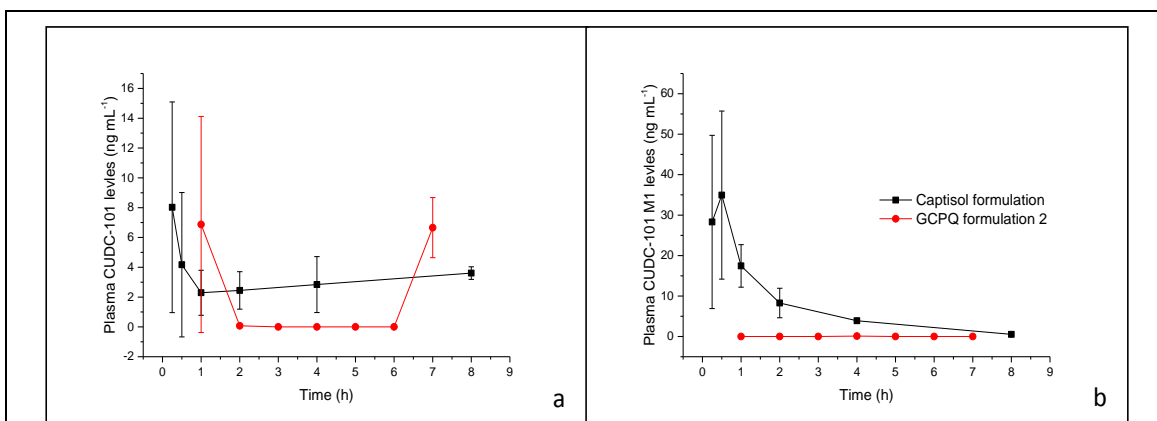 Plasma CUDC-101 levles (ng mL-1)
16
14
12
10
8
6
4
2
0
-2
0 1 2 3 4 5 6 7 8 9
Time (h)
a
Plasma CUDC-101 M1 levles (ng mL-1)
60
50
40
30
20
10
0
0 1 2 3 4 5 6 7 8 9
Time (h)
Captisol formulation
GCPQ formulation 2
b